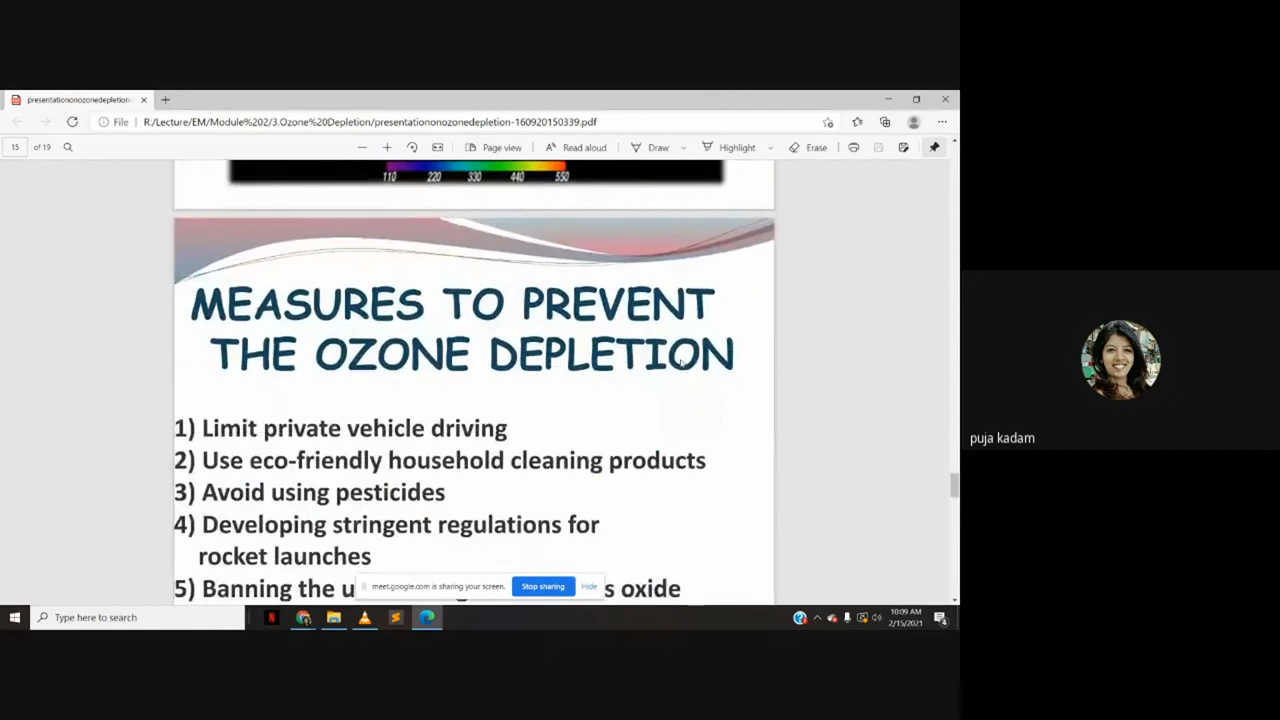 presentationonozonedepletion-
File | R:/Lecture/EM/Module%202/3.Ozone%20Depletion/presentationonozonedepletion-160920150339.pdf
15 of 19
Page view
Read aloud
Draw
Highlight
Erase
110 220 330 440 550
MEASURES TO PREVENT
THE OZONE DEPLETION
1) Limit private vehicle driving
2) Use eco-friendly household cleaning products
3) Avoid using pesticides
4) Developing stringent regulations for
rocket launches
5) Banning the
oxide
meet.google.com is sharing your screen.
Stop sharing
Hide
puja kadam
Type here to search
10:09 AM
2/15/2021